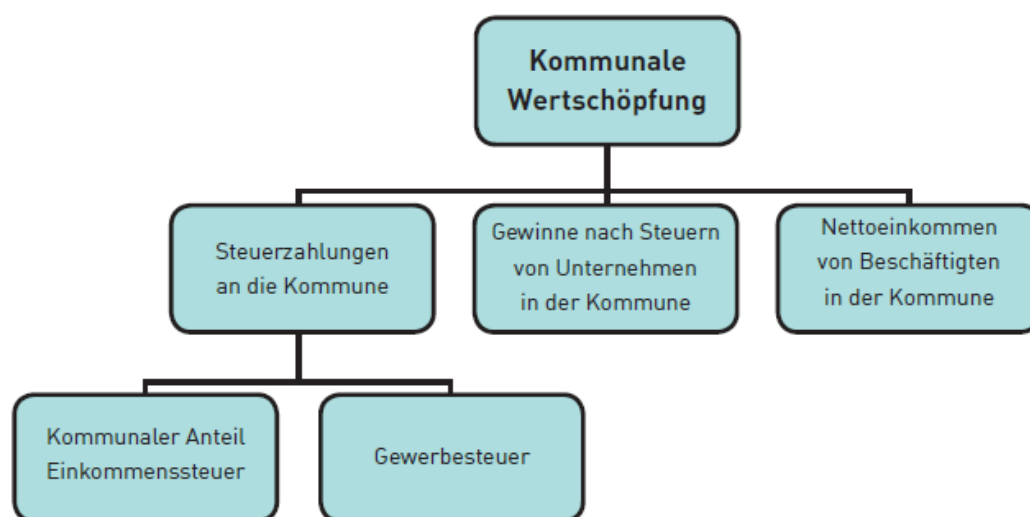 Kommunale
Wertschöpfung
Steuerzahlungen
an die Kommune
Gewinne nach Steuern
von Unternehmen
in der Kommune
Nettoeinkommen
von Beschäftigten
in der Kommune
Kommunaler Anteil
Einkommenssteuer
Gewerbesteuer